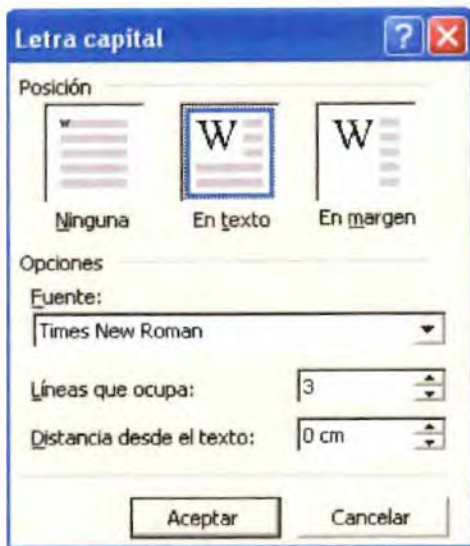 Letra capital
Posición
W W W
Ninguna En texto En margen
Opciones
Fuente:
Times New Roman
Líneas que ocupa: 3
Distancia desde el texto: 0 cm
Aceptar Cancelar